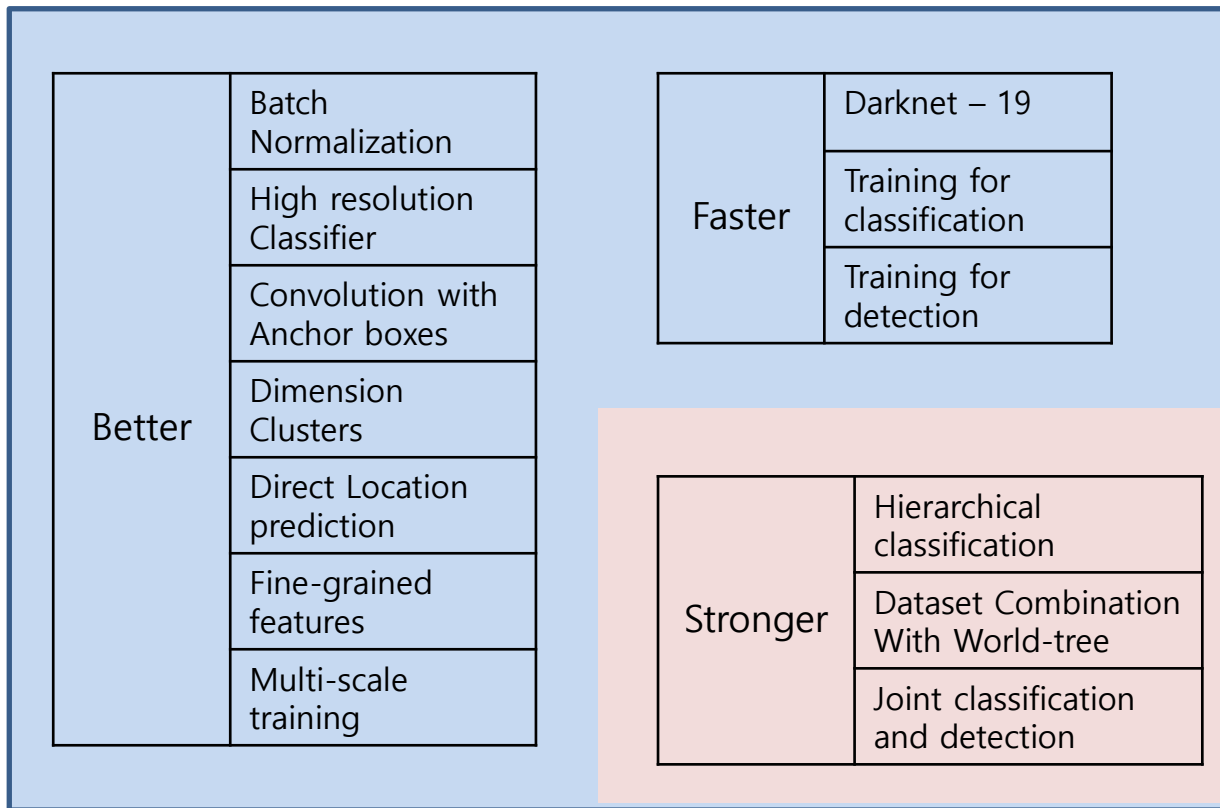 Better
Batch
Normalization
High resolution
Classifier
Convolution with
Anchor boxes
Dimension
Clusters
Direct Location
prediction
Fine-grained
features
Multi-scale
training
Faster
Darknet – 19
Training for
classification
Training for
detection
Stronger
Hierarchical
classification
Dataset Combination
With World-tree
Joint classification
and detection